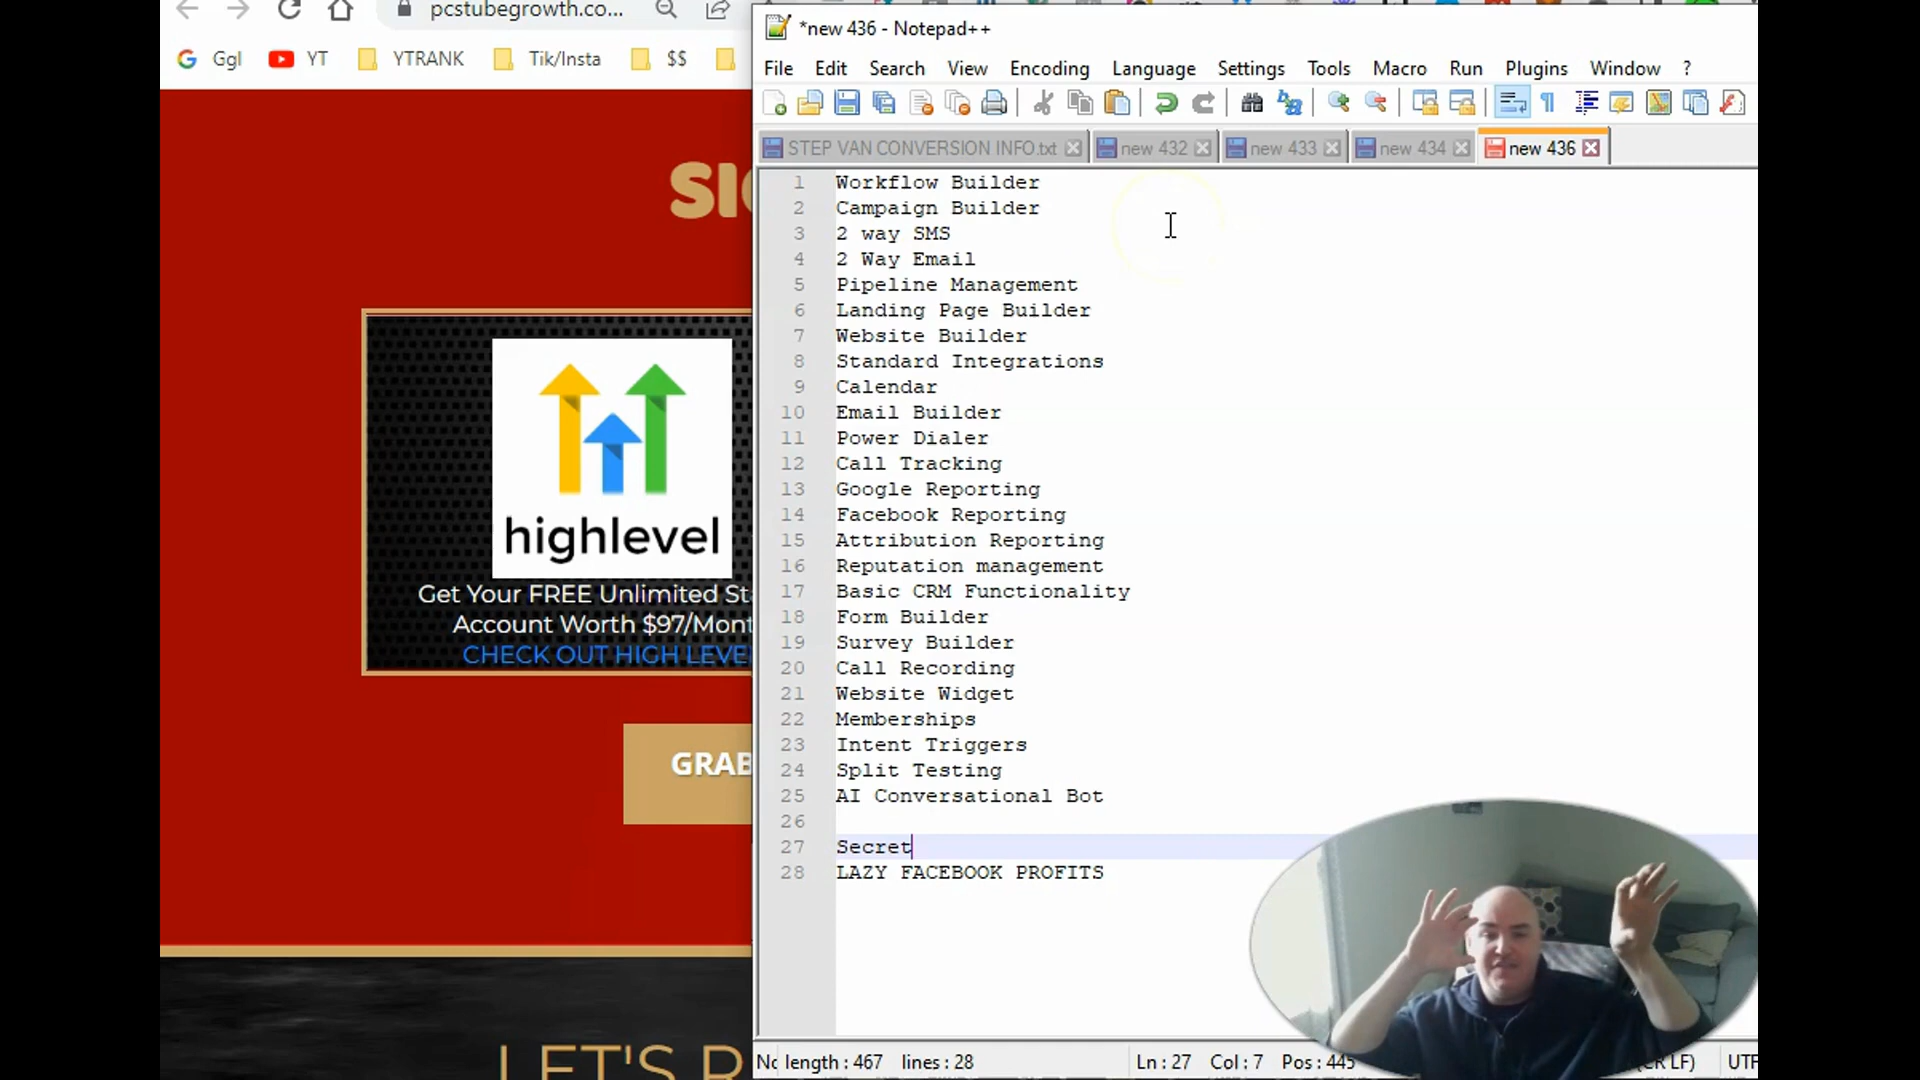 pcstubegrowth.co...
Ggl YT YTRANK Tik/Insta $$
SI
highlevel
Get Your FREE Unlimited
Account Worth $97/Mont
CHECK OUT HIGH LEVEL
GRAB
LET'S R
*new 436 - Notepad++
File Edit Search View Encoding Language Settings Tools Macro Run Plugins Window ?
STEP VAN CONVERSION INFO.txt new 432 new 433 new 434 new 436
1 Workflow Builder
2 Campaign Builder
3 2 way SMS
4 2 Way Email
5 Pipeline Management
6 Landing Page Builder
7 Website Builder
8 Standard Integrations
9 Calendar
10 Email Builder
11 Power Dialer
12 Call Tracking
13 Google Reporting
14 Facebook Reporting
15 Attribution Reporting
16 Reputation management
17 Basic CRM Functionality
18 Form Builder
19 Survey Builder
20 Call Recording
21 Website Widget
22 Memberships
23 Intent Triggers
24 Split Testing
25 AI Conversational Bot
26
27 Secret
28 LAZY FACEBOOK PROFITS
length : 467 lines : 28 Ln : 27 Col : 7 Pos : 445 CR LF) UTF